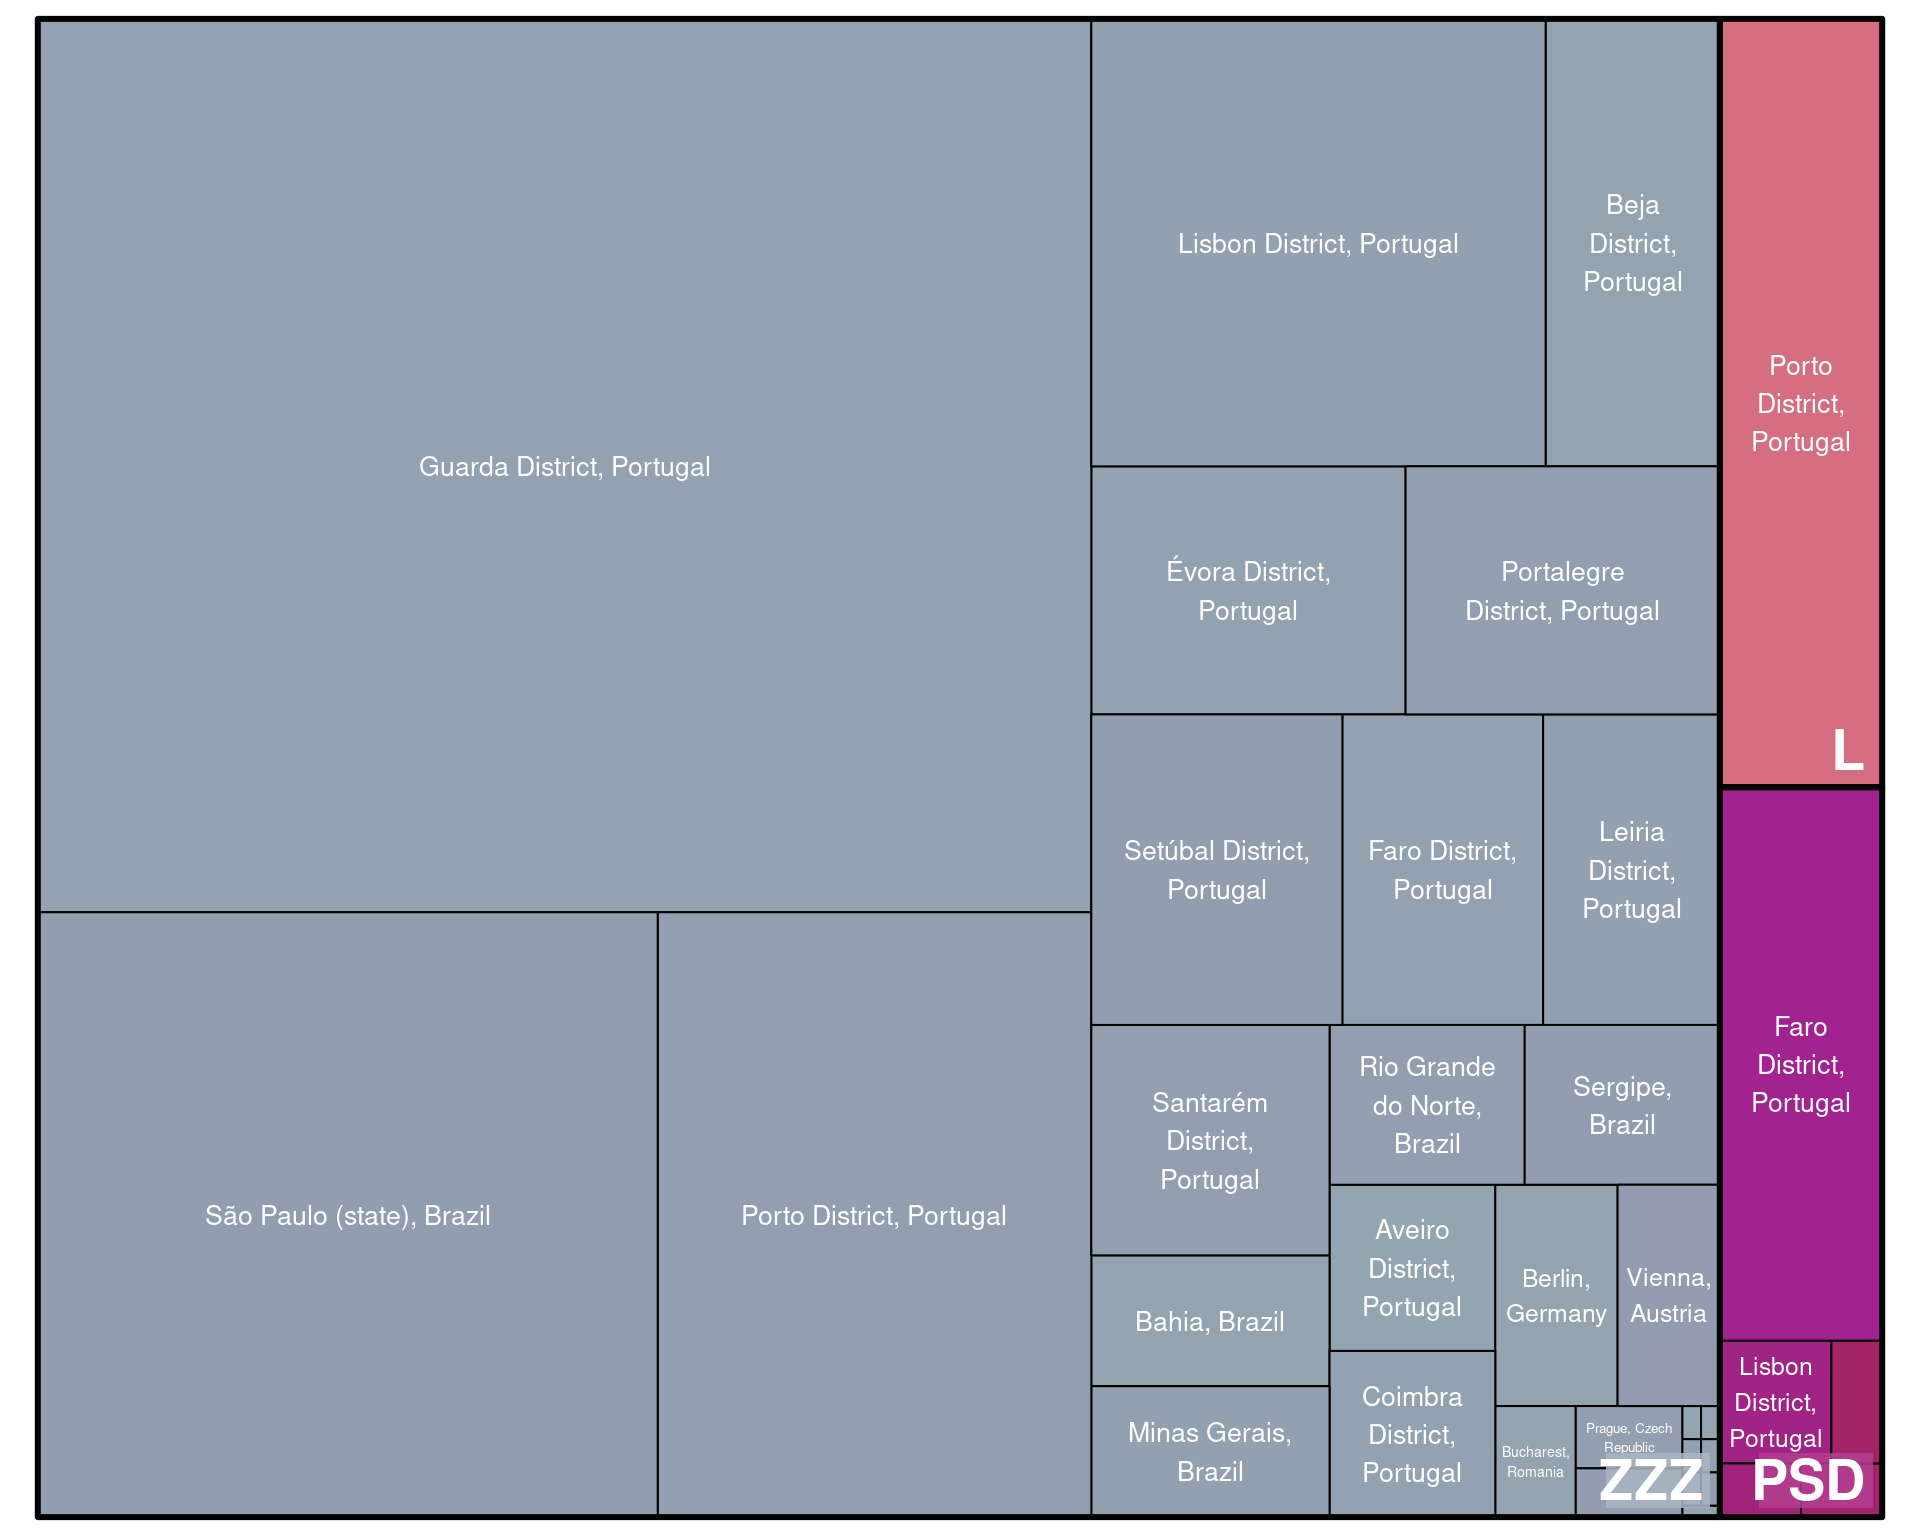 Guarda District, Portugal
São Paulo (state), Brazil
Porto District, Portugal
Lisbon District, Portugal
Beja
District,
Portugal
Évora District,
Portugal
Portalegre
District, Portugal
Setúbal District,
Portugal
Faro District,
Portugal
Leiria
District,
Portugal
Santarém
District,
Portugal
Rio Grande
do Norte,
Brazil
Sergipe,
Brazil
Bahia, Brazil
Minas Gerais,
Brazil
Aveiro
District,
Portugal
Coimbra
District,
Portugal
Berlin,
Germany
Vienna,
Austria
Bucharest,
Romania
Prague, Czech
Republic
ZZZ
Porto
District,
Portugal
L
Faro
District,
Portugal
Lisbon
District,
Portugal
PSD